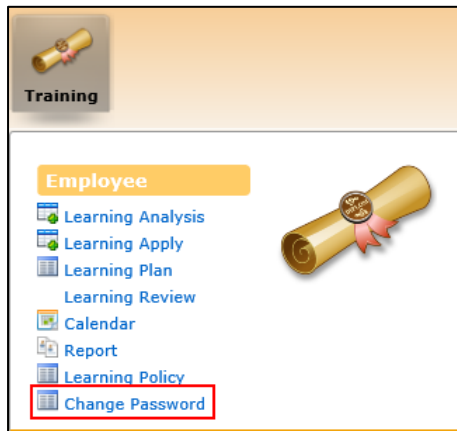 Training
Employee
Learning Analysis
Learning Apply
Learning Plan
Learning Review
Calendar
Report
Learning Policy
Change Password